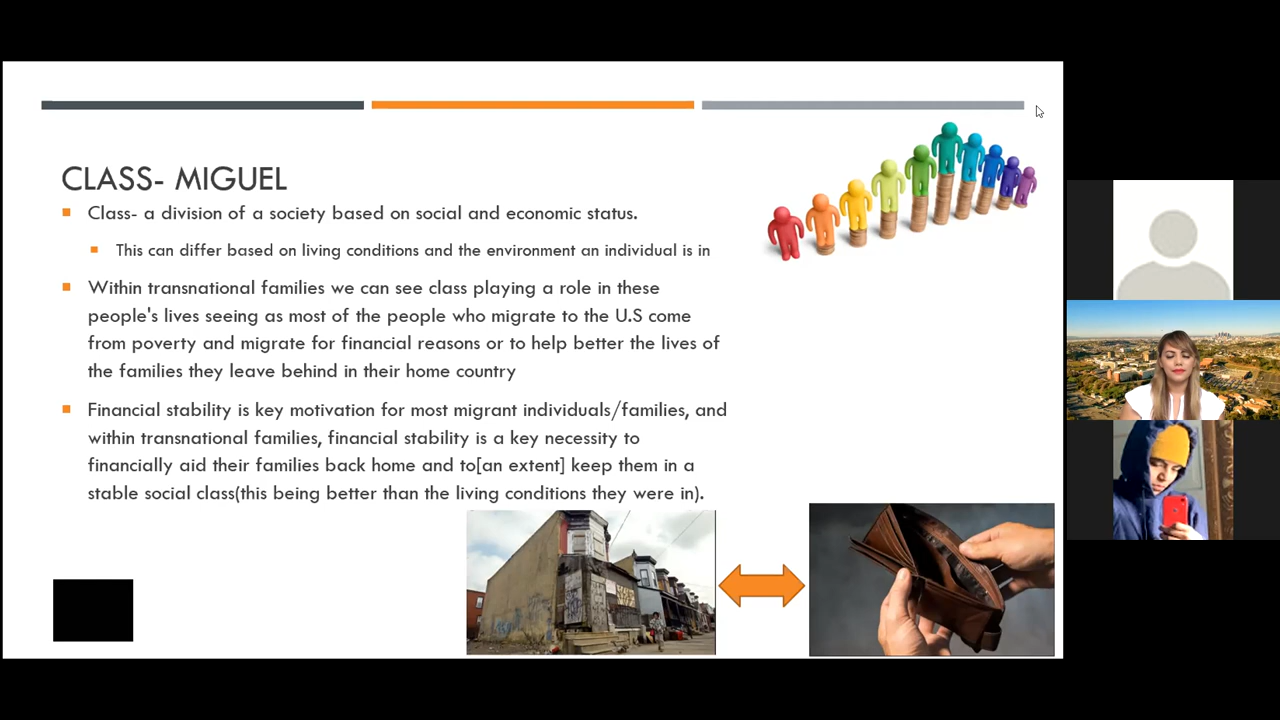 CLASS- MIGUEL
Class- a division of a society based on social and economic status.
This can differ based on living conditions and the environment an individual is in
Within transnational families we can see class playing a role in these
people's lives seeing as most of the people who migrate to the U.S come
from poverty and migrate for financial reasons or to help better the lives of
the families they leave behind in their home country
Financial stability is key motivation for most migrant individuals/families, and
within transnational families, financial stability is a key necessity to
financially aid their families back home and to[an extent] keep them in a
stable social class(this being better than the living conditions they were in).